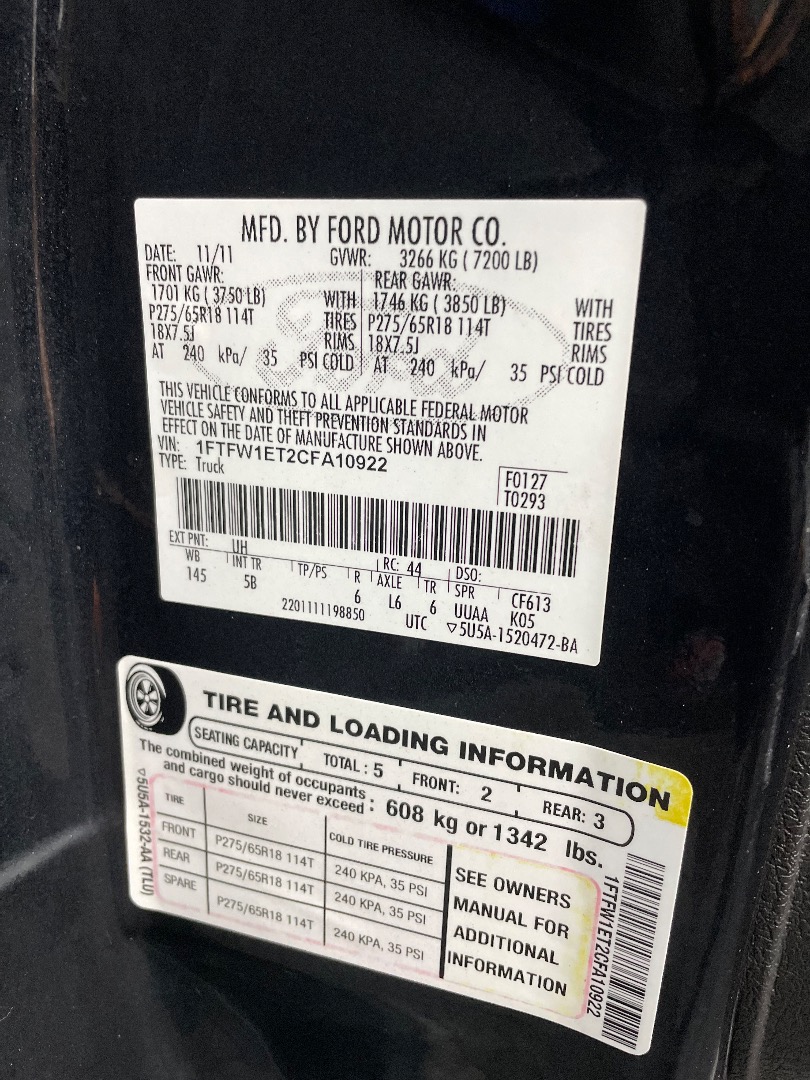 MFD. BY FORD MOTOR CO.
DATE: 11/11 GVWR: 3266 KG ( 7200 LB)
FRONT GAWR: REAR GAWR:
1701 KG ( 3750 LB) WITH 1746 KG ( 3850 LB) WITH
P275/65R18 114T TIRES P275/65R18 114T TIRES
18X7.5J RIMS 18X7.5J RIMS
AT 240 kPa/ 35 PSI COLD AT 240 kPa/ 35 PSI COLD
Ford
THIS VEHICLE CONFORMS TO ALL APPLICABLE FEDERAL MOTOR
VEHICLE SAFETY AND THEFT PREVENTION STANDARDS IN
EFFECT ON THE DATE OF MANUFACTURE SHOWN ABOVE.
VIN: 1FTFW1ET2CFA10922
TYPE: Truck
F0127
T0293
EXT PNT: UH RC: 44 DSO:
WB INT TR TP/PS R AXLE TR SPR CF613
145 5B 6 L6 6 UUAA K05
2201111198850 UTC ▽5U5A-1520472-BA
TIRE AND LOADING INFORMATION
SEATING CAPACITY TOTAL : 5 FRONT: 2 REAR: 3
The combined weight of occupants
and cargo should never exceed : 608 kg or 1342 lbs.
TIRE SIZE COLD TIRE PRESSURE
FRONT P275/65R18 114T 240 KPA, 35 PSI
REAR P275/65R18 114T 240 KPA, 35 PSI
SPARE P275/65R18 114T 240 KPA, 35 PSI
SEE OWNERS
MANUAL FOR
ADDITIONAL
INFORMATION
▽5U5A-1532-AA (TLU)
1FTFW1ET2CFA10922